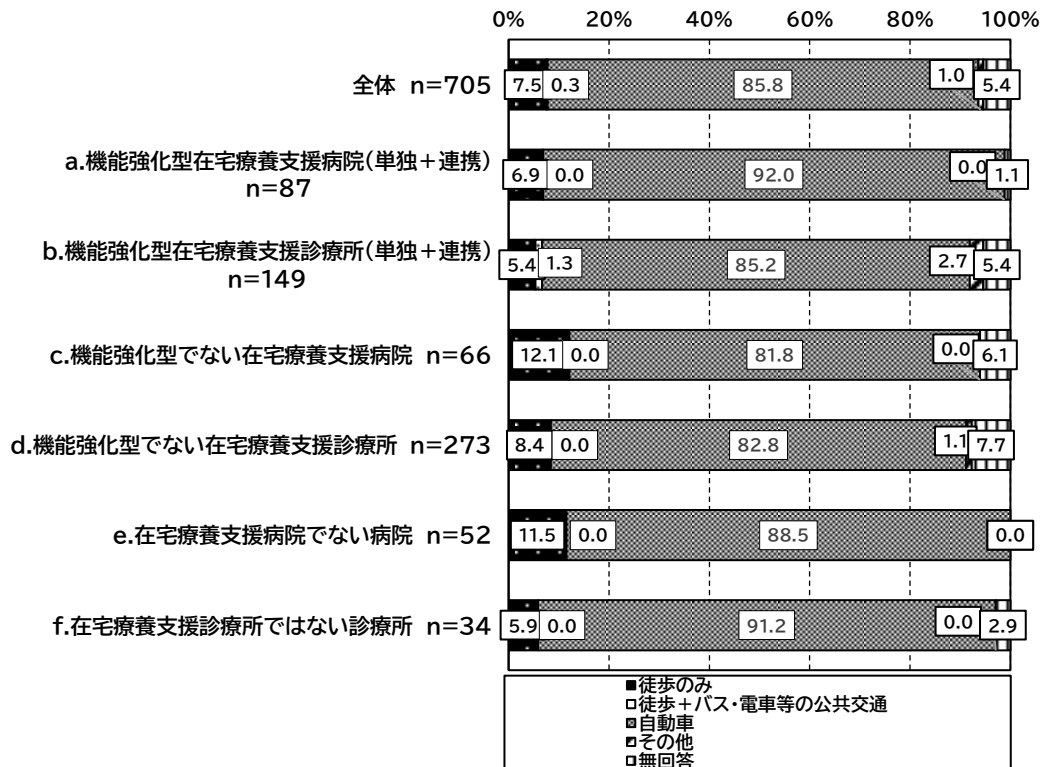 0% 20% 40% 60% 80% 100%
全体 n=705 7.5 0.3 85.8 1.0 5.4
a.機能強化型在宅療養支援病院(単独+連携)
n=87 6.9 0.0 92.0 0.0 1.1
b.機能強化型在宅療養支援診療所(単独+連携)
n=149 5.4 1.3 85.2 2.7 5.4
c.機能強化型でない在宅療養支援病院 n=66 12.1 0.0 81.8 0.0 6.1
d.機能強化型でない在宅療養支援診療所 n=273 8.4 0.0 82.8 1.1 7.7
e.在宅療養支援病院でない病院 n=52 11.5 0.0 88.5 0.0
f.在宅療養支援診療所ではない診療所 n=34 5.9 0.0 91.2 0.0 2.9
徒歩のみ
徒歩+バス・電車等の公共交通
自動車
その他
無回答